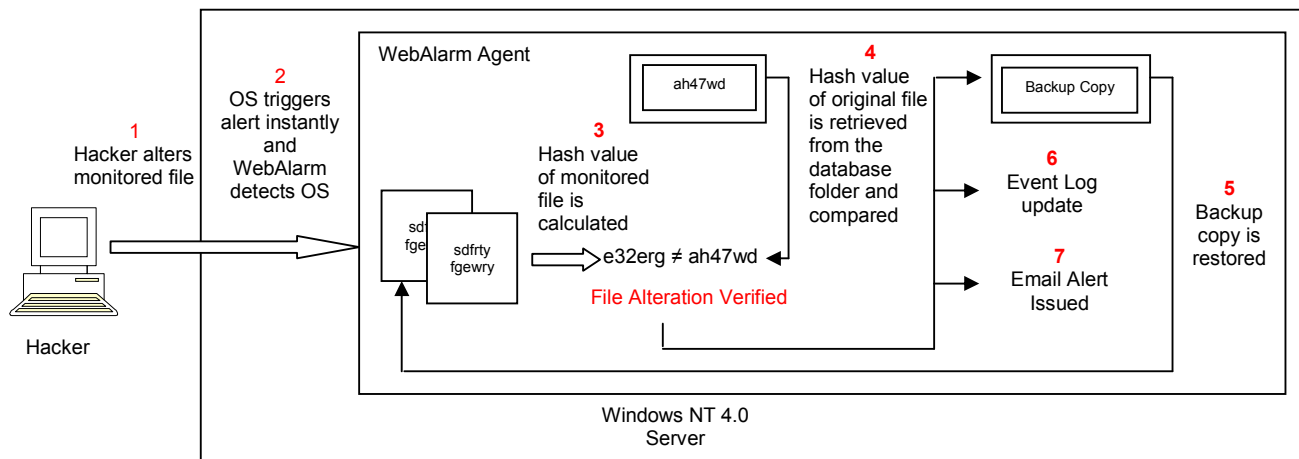 1
Hacker alters
monitored file
Hacker
2
OS triggers
alert instantly
and
WebAlarm
detects OS
WebAlarm Agent
3
Hash value
of monitored
file is
calculated
sdfrty
fgewry
ah47wd
e32erg ≠ ah47wd
File Alteration Verified
4
Hash value
of original file
is retrieved
from the
database
folder and
compared
Backup Copy
6
Event Log
update
7
Email Alert
Issued
5
Backup
copy is
restored
Windows NT 4.0
Server